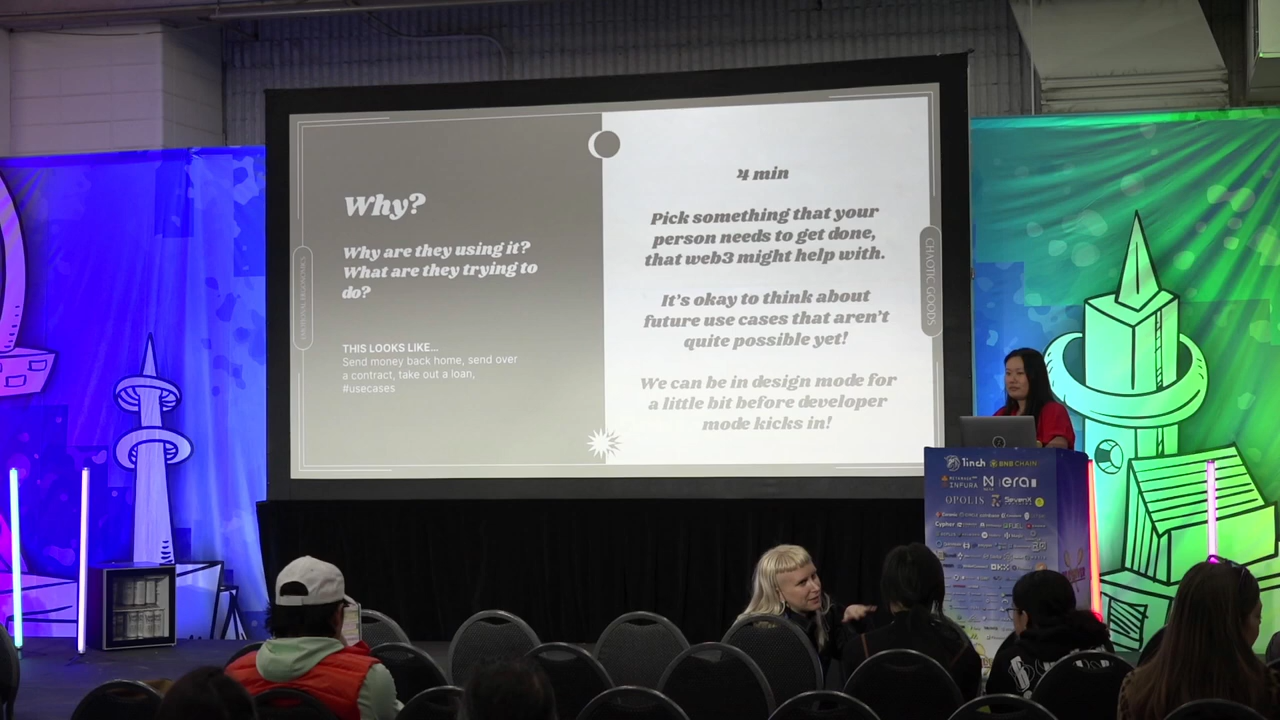 Why?
Why are they using it?
What are they trying to
do?
THIS LOOKS LIKE...
Send money back home, send over
a contract, take out a loan,
#usecases
EMOTIONAL ERGONOMICS
4 min
Pick something that your
person needs to get done,
that web3 might help with.
It's okay to think about
future use cases that aren't
quite possible yet!
We can be in design mode for
a little bit before developer
mode kicks in!
CHAOTIC GOODS
1inch BNB CHAIN
INFURA era
OPOLIS SevenX
Cypher